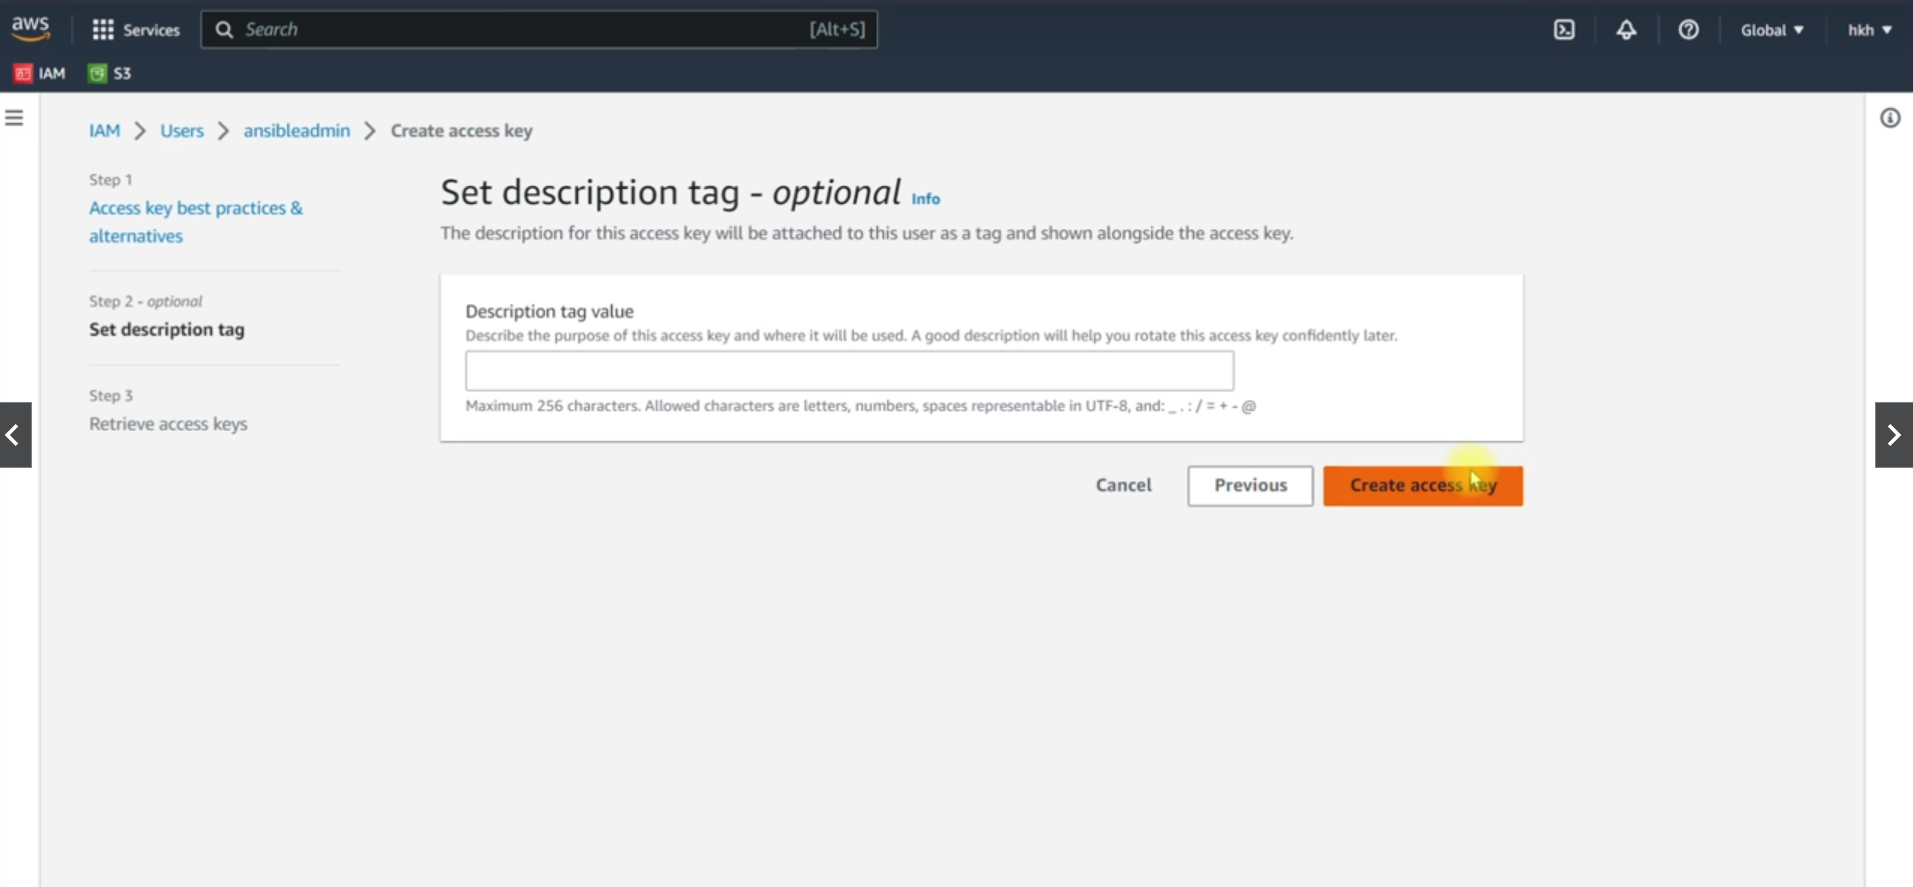 aws
Services
Search
[Alt+S]
Global ▼
hkh ▼
IAM
S3
IAM > Users > ansibleadmin > Create access key
Step 1
Access key best practices &
alternatives
Step 2 - optional
Set description tag
Step 3
Retrieve access keys
Set description tag - optional Info
The description for this access key will be attached to this user as a tag and shown alongside the access key.
Description tag value
Describe the purpose of this access key and where it will be used. A good description will help you rotate this access key confidently later.
Maximum 256 characters. Allowed characters are letters, numbers, spaces representable in UTF-8, and: _ . : / = + - @
Cancel
Previous
Create access key